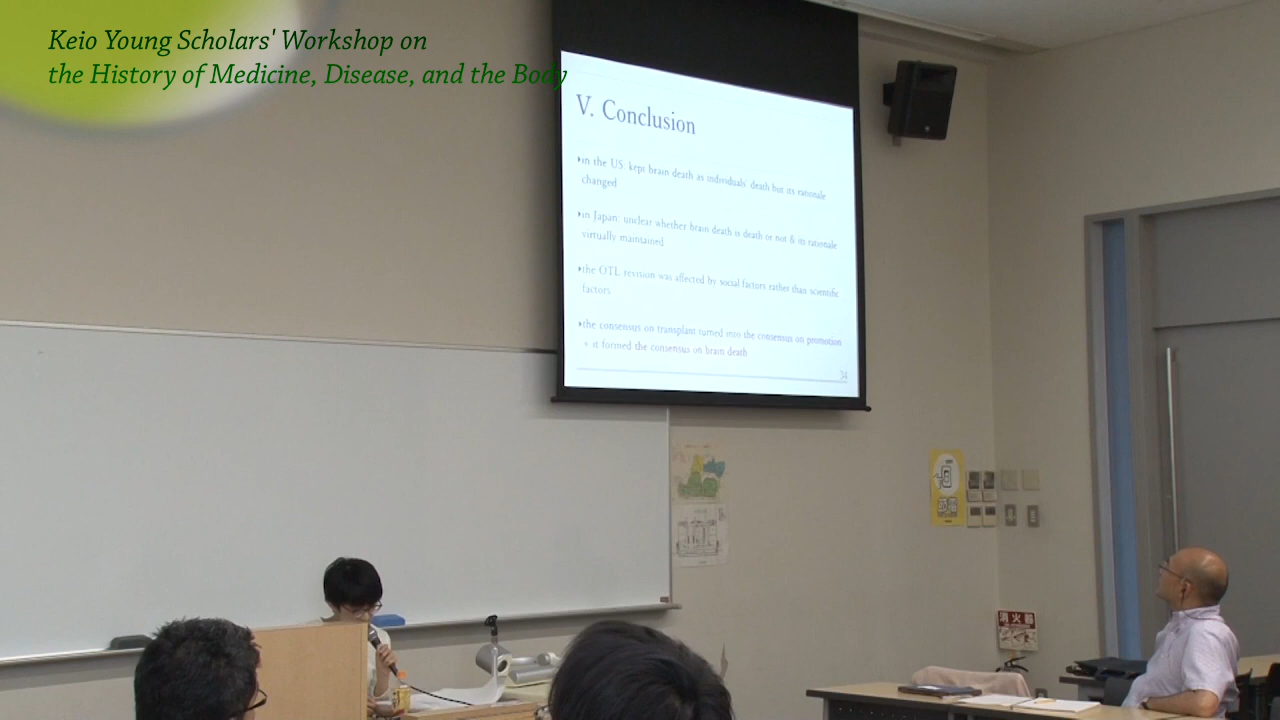 Keio Young Scholars' Workshop on
the History of Medicine, Disease, and the Body
V. Conclusion
in the US: kept brain death as individuals' death but its rationale
changed
in Japan: unclear whether brain death is death or not & its rationale
virtually maintained
the OTL revision was affected by social factors rather than scientific
factors
the consensus on transplant turned into the consensus on promotion
+ it formed the consensus on brain death
34
消火器